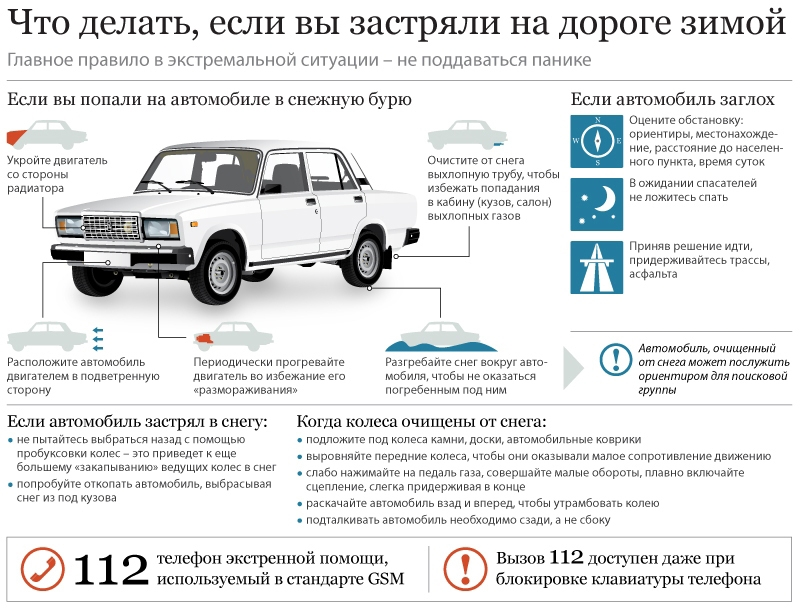 Что делать, если вы застряли на дороге зимой
Главное правило в экстремальной ситуации – не поддаваться панике
Если вы попали на автомобиле в снежную бурю
Укройте двигатель
со стороны
радиатора
Очистите от снега
выхлопную трубу, чтобы
избежать попадания
в кабину (кузов, салон)
выхлопных газов
Расположите автомобиль
двигателем в подветренную
сторону
Периодически прогревайте
двигатель во избежание его
«размораживания»
Разгребайте снег вокруг авто-
мобиля, чтобы не оказаться
погребенным под ним
Если автомобиль заглох
N
W
E
S
Оцените обстановку:
ориентиры, местонахожде-
ние, расстояние до населен-
ного пункта, время суток
В ожидании спасателей
не ложитесь спать
Приняв решение идти,
придерживайтесь трассы,
асфальта
Автомобиль, очищенный
от снега может послужить
ориентиром для поисковой
группы
Если автомобиль застрял в снегу:
• не пытайтесь выбраться назад с помощью
пробуксовки колес – это приведет к еще
большему «закапыванию» ведущих колес в снег
• попробуйте откопать автомобиль, выбрасывая
снег из под кузова
Когда колеса очищены от снега:
• подложите под колеса камни, доски, автомобильные коврики
• выровняйте передние колеса, чтобы они оказывали малое сопротивление движению
• слабо нажимайте на педаль газа, совершайте малые обороты, плавно включайте
сцепление, слегка придерживая в конце
• раскачайте автомобиль взад и вперед, чтобы утрамбовать колею
• подталкивать автомобиль необходимо сзади, а не сбоку
112 телефон экстренной помощи,
используемый в стандарте GSM
Вызов 112 доступен даже при
блокировке клавиатуры телефона